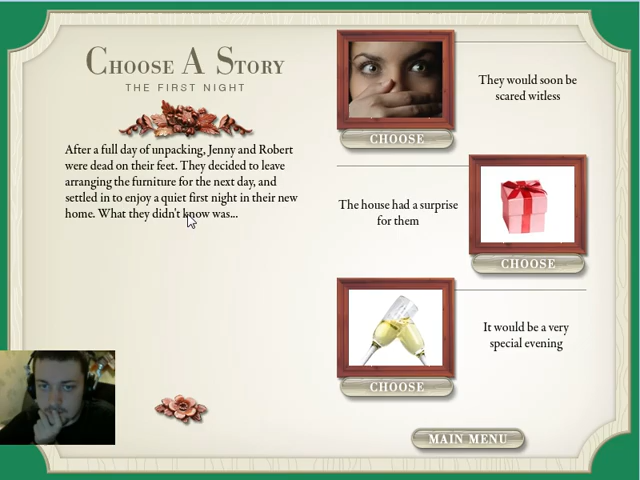 CHOOSE A STORY
THE FIRST NIGHT
After a full day of unpacking, Jenny and Robert
were dead on their feet. They decided to leave
arranging the furniture for the next day, and
settled in to enjoy a quiet first night in their new
home. What they didn't know was...
They would soon be
scared witless
CHOOSE
The house had a surprise
for them
CHOOSE
It would be a very
special evening
CHOOSE
MAIN MENU